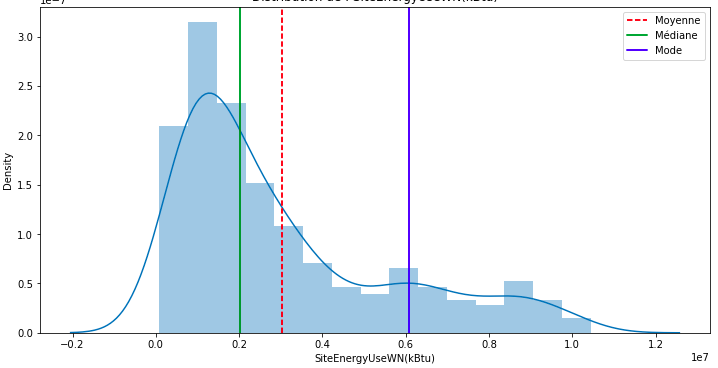 Distribution de : SiteEnergyUseWN(kBtu)
Moyenne
Médiane
Mode
3.0
2.5
2.0
1.5
1.0
0.5
0.0
Density
−0.2
0.0
0.2
0.4
0.6
0.8
1.0
1.2
1e7
SiteEnergyUseWN(kBtu)